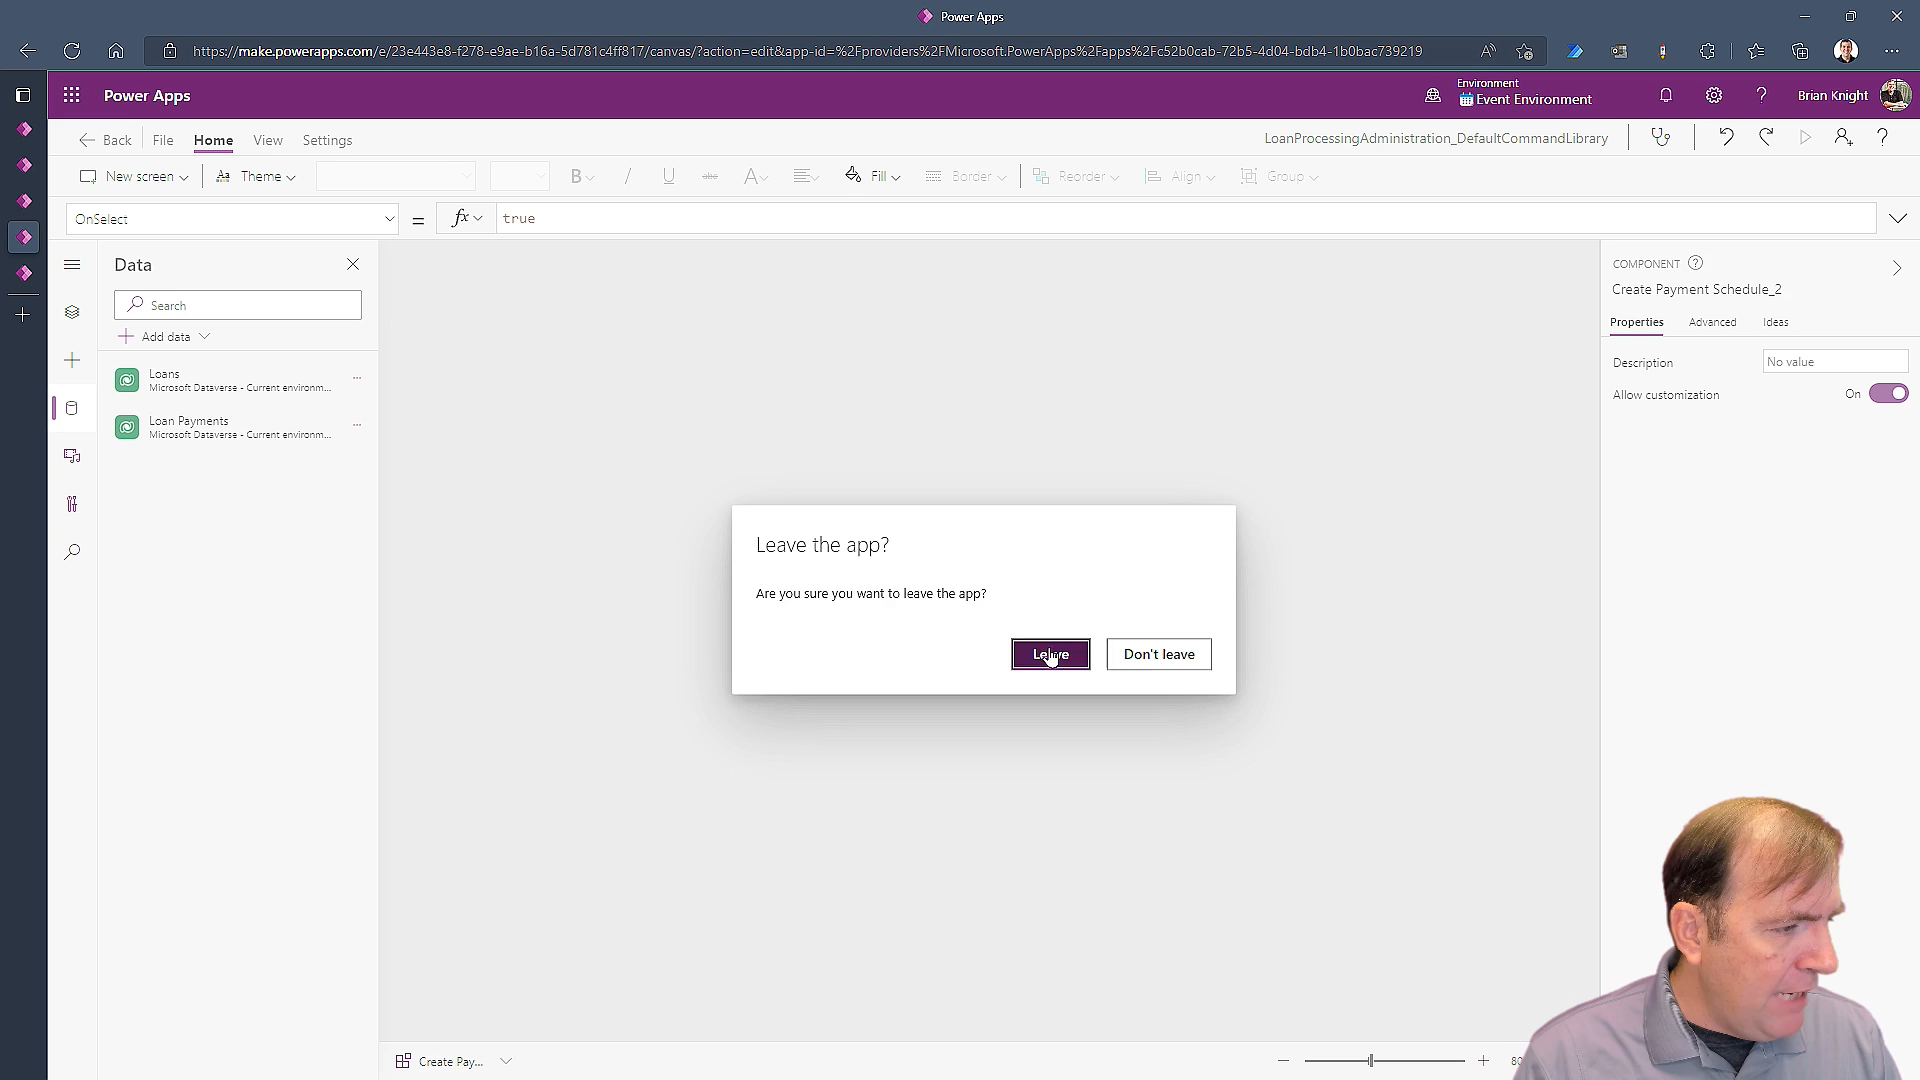 Power Apps
https://make.powerapps.com/e/23e443e8-f278-e9ae-b16a-5d781c4ff817/canvas/?action=edit&app-id=%2Fproviders%2FMicrosoft.PowerApps%2Fapps%2Fc52b0cab-72b5-4d04-bdb4-1b0bac739219
Power Apps
Environment
Event Environment
Brian Knight
Back File Home View Settings
LoanProcessingAdministration_DefaultCommandLibrary
New screen Theme B / U abc A Fill Border Reorder Align Group
OnSelect = fx true
Data
Search
Add data
Loans
Microsoft Dataverse - Current environm...
Loan Payments
Microsoft Dataverse - Current environm...
COMPONENT
Create Payment Schedule_2
Properties Advanced Ideas
Description No value
Allow customization On
Leave the app?
Are you sure you want to leave the app?
Leave Don't leave
Create Pay...